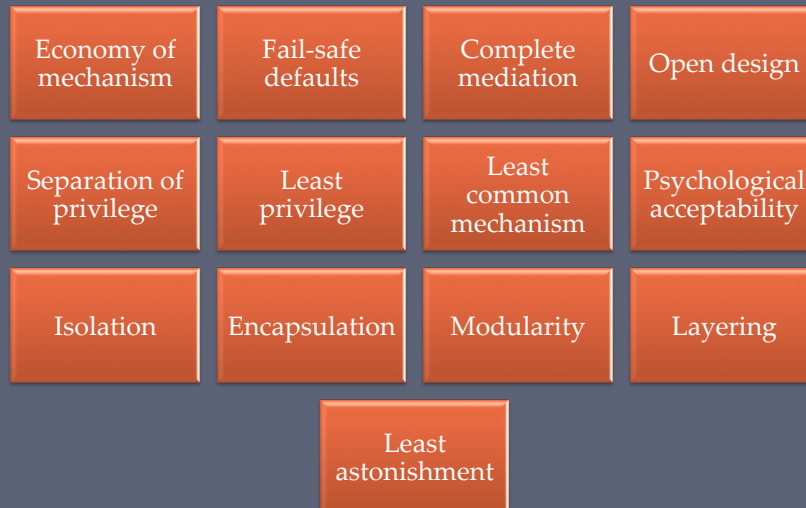 Economy of
mechanism
Fail-safe
defaults
Complete
mediation
Open design
Separation of
privilege
Least
privilege
Least
common
mechanism
Psychological
acceptability
Isolation
Encapsulation
Modularity
Layering
Least
astonishment